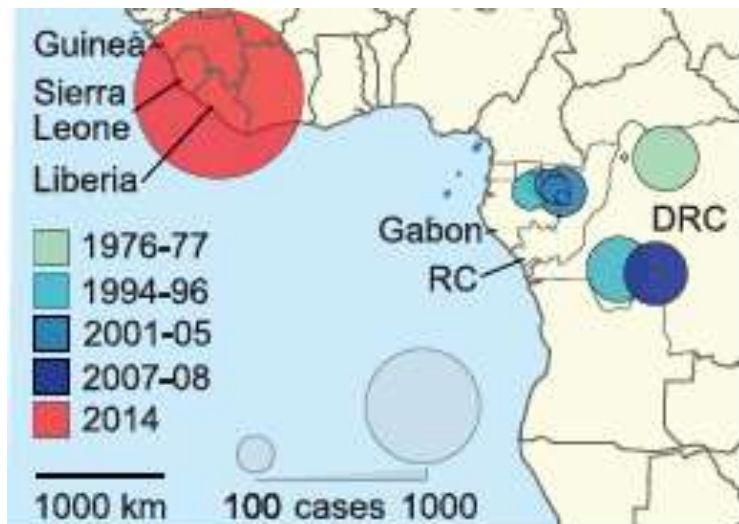 Guinea
Sierra
Leone
Liberia
Gabon
RC
DRC
1976-77
1994-96
2001-05
2007-08
2014
1000 km
100 cases 1000